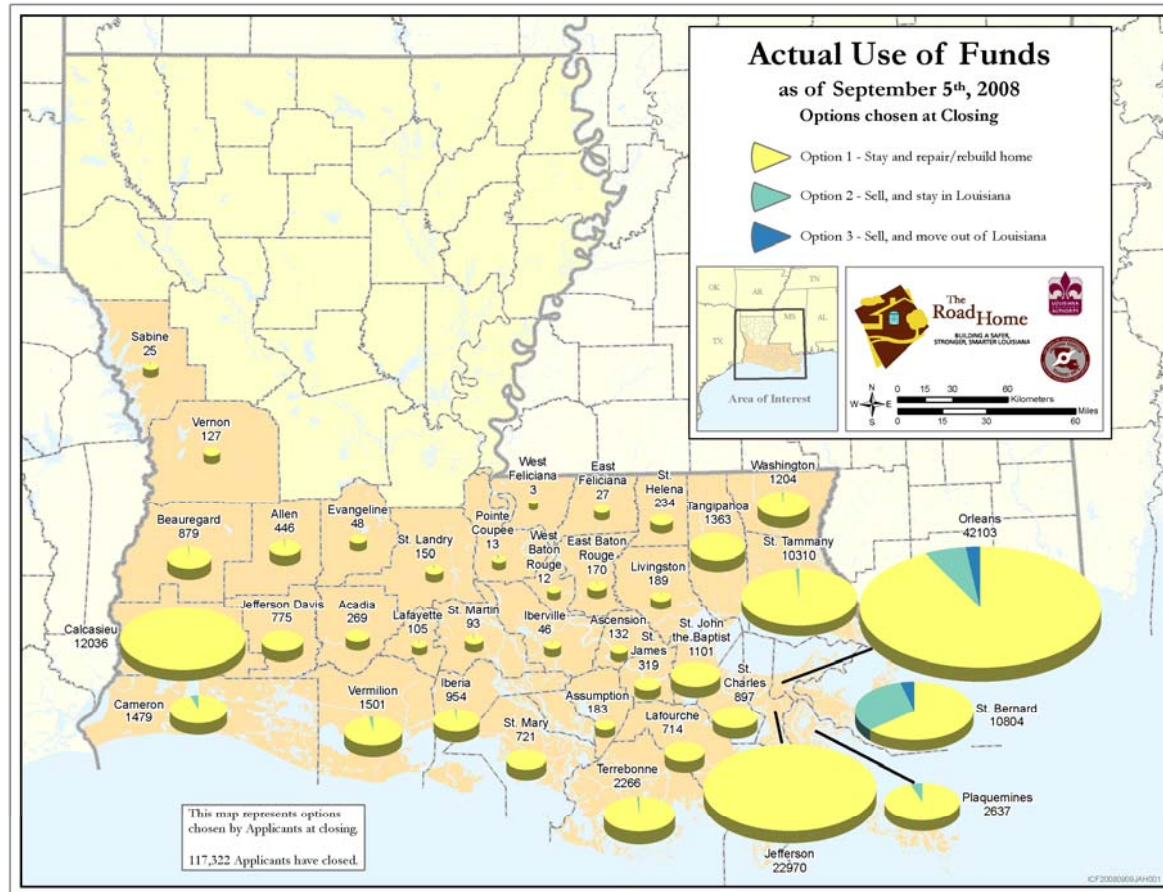 Actual Use of Funds
as of September 5th, 2008
Options chosen at Closing
Option 1 - Stay and repair/rebuild home
Option 2 - Sell, and stay in Louisiana
Option 3 - Sell, and move out of Louisiana
OK
AR
TN
MS
AL
TX
Area of Interest
The
Road Home
BUILDING A SAFER,
STRONGER, SMARTER LOUISIANA
LOUISIANA
AUTHORITY
N
W
E
S
0 15 30 60
Kilometers
Miles
0 15 30 60
Sabine
25
Vernon
127
Beauregard
879
Allen
446
Evangeline
48
St. Landry
150
Pointe
Coupee
13
West
Feliciana
3
East
Feliciana
27
St.
Helena
234
Tangipahoa
1363
Washington
1204
West
Baton
Rouge
12
East Baton
Rouge
170
Livingston
189
St. Tammany
10310
Orleans
42103
Calcasieu
12036
Jefferson Davis
775
Acadia
269
Lafayette
105
St. Martin
93
Iberville
46
Ascension
132
St.
James
319
St. John
the Baptist
1101
St.
Charles
897
Cameron
1479
Vermilion
1501
Iberia
954
St. Mary
721
Assumption
183
Lafourche
714
Terrebonne
2266
St. Bernard
10804
Plaquemines
2637
Jefferson
22970
This map represents options
chosen by Applicants at closing.
117,322 Applicants have closed.
ICF20080909JAH001